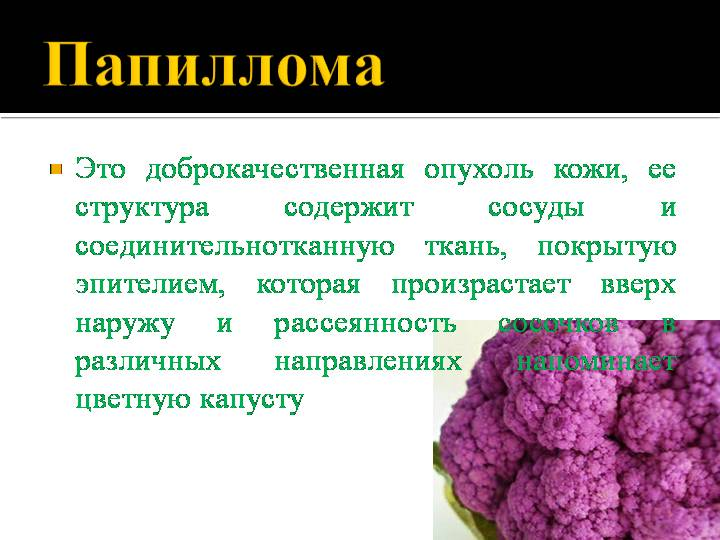 Папиллома
Это доброкачественная опухоль кожи, ее
структура содержит сосуды и
соединительнотканную ткань, покрытую
эпителием, которая произрастает вверх
наружу и рассеянность сосочков в
различных направлениях напоминает
цветную капусту